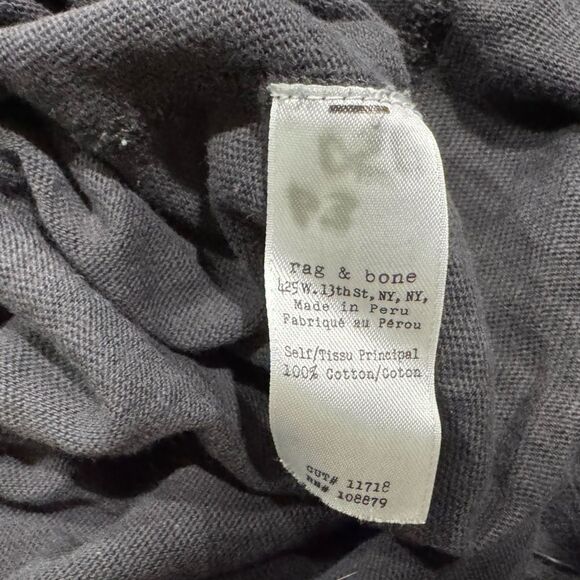 rag & bone
425 W. 13th St, NY, NY,
Made in Peru
Fabriqué au Pérou
Self/Tissu Principal
100% Cotton/Coton
CUT# 11718
RN# 108879